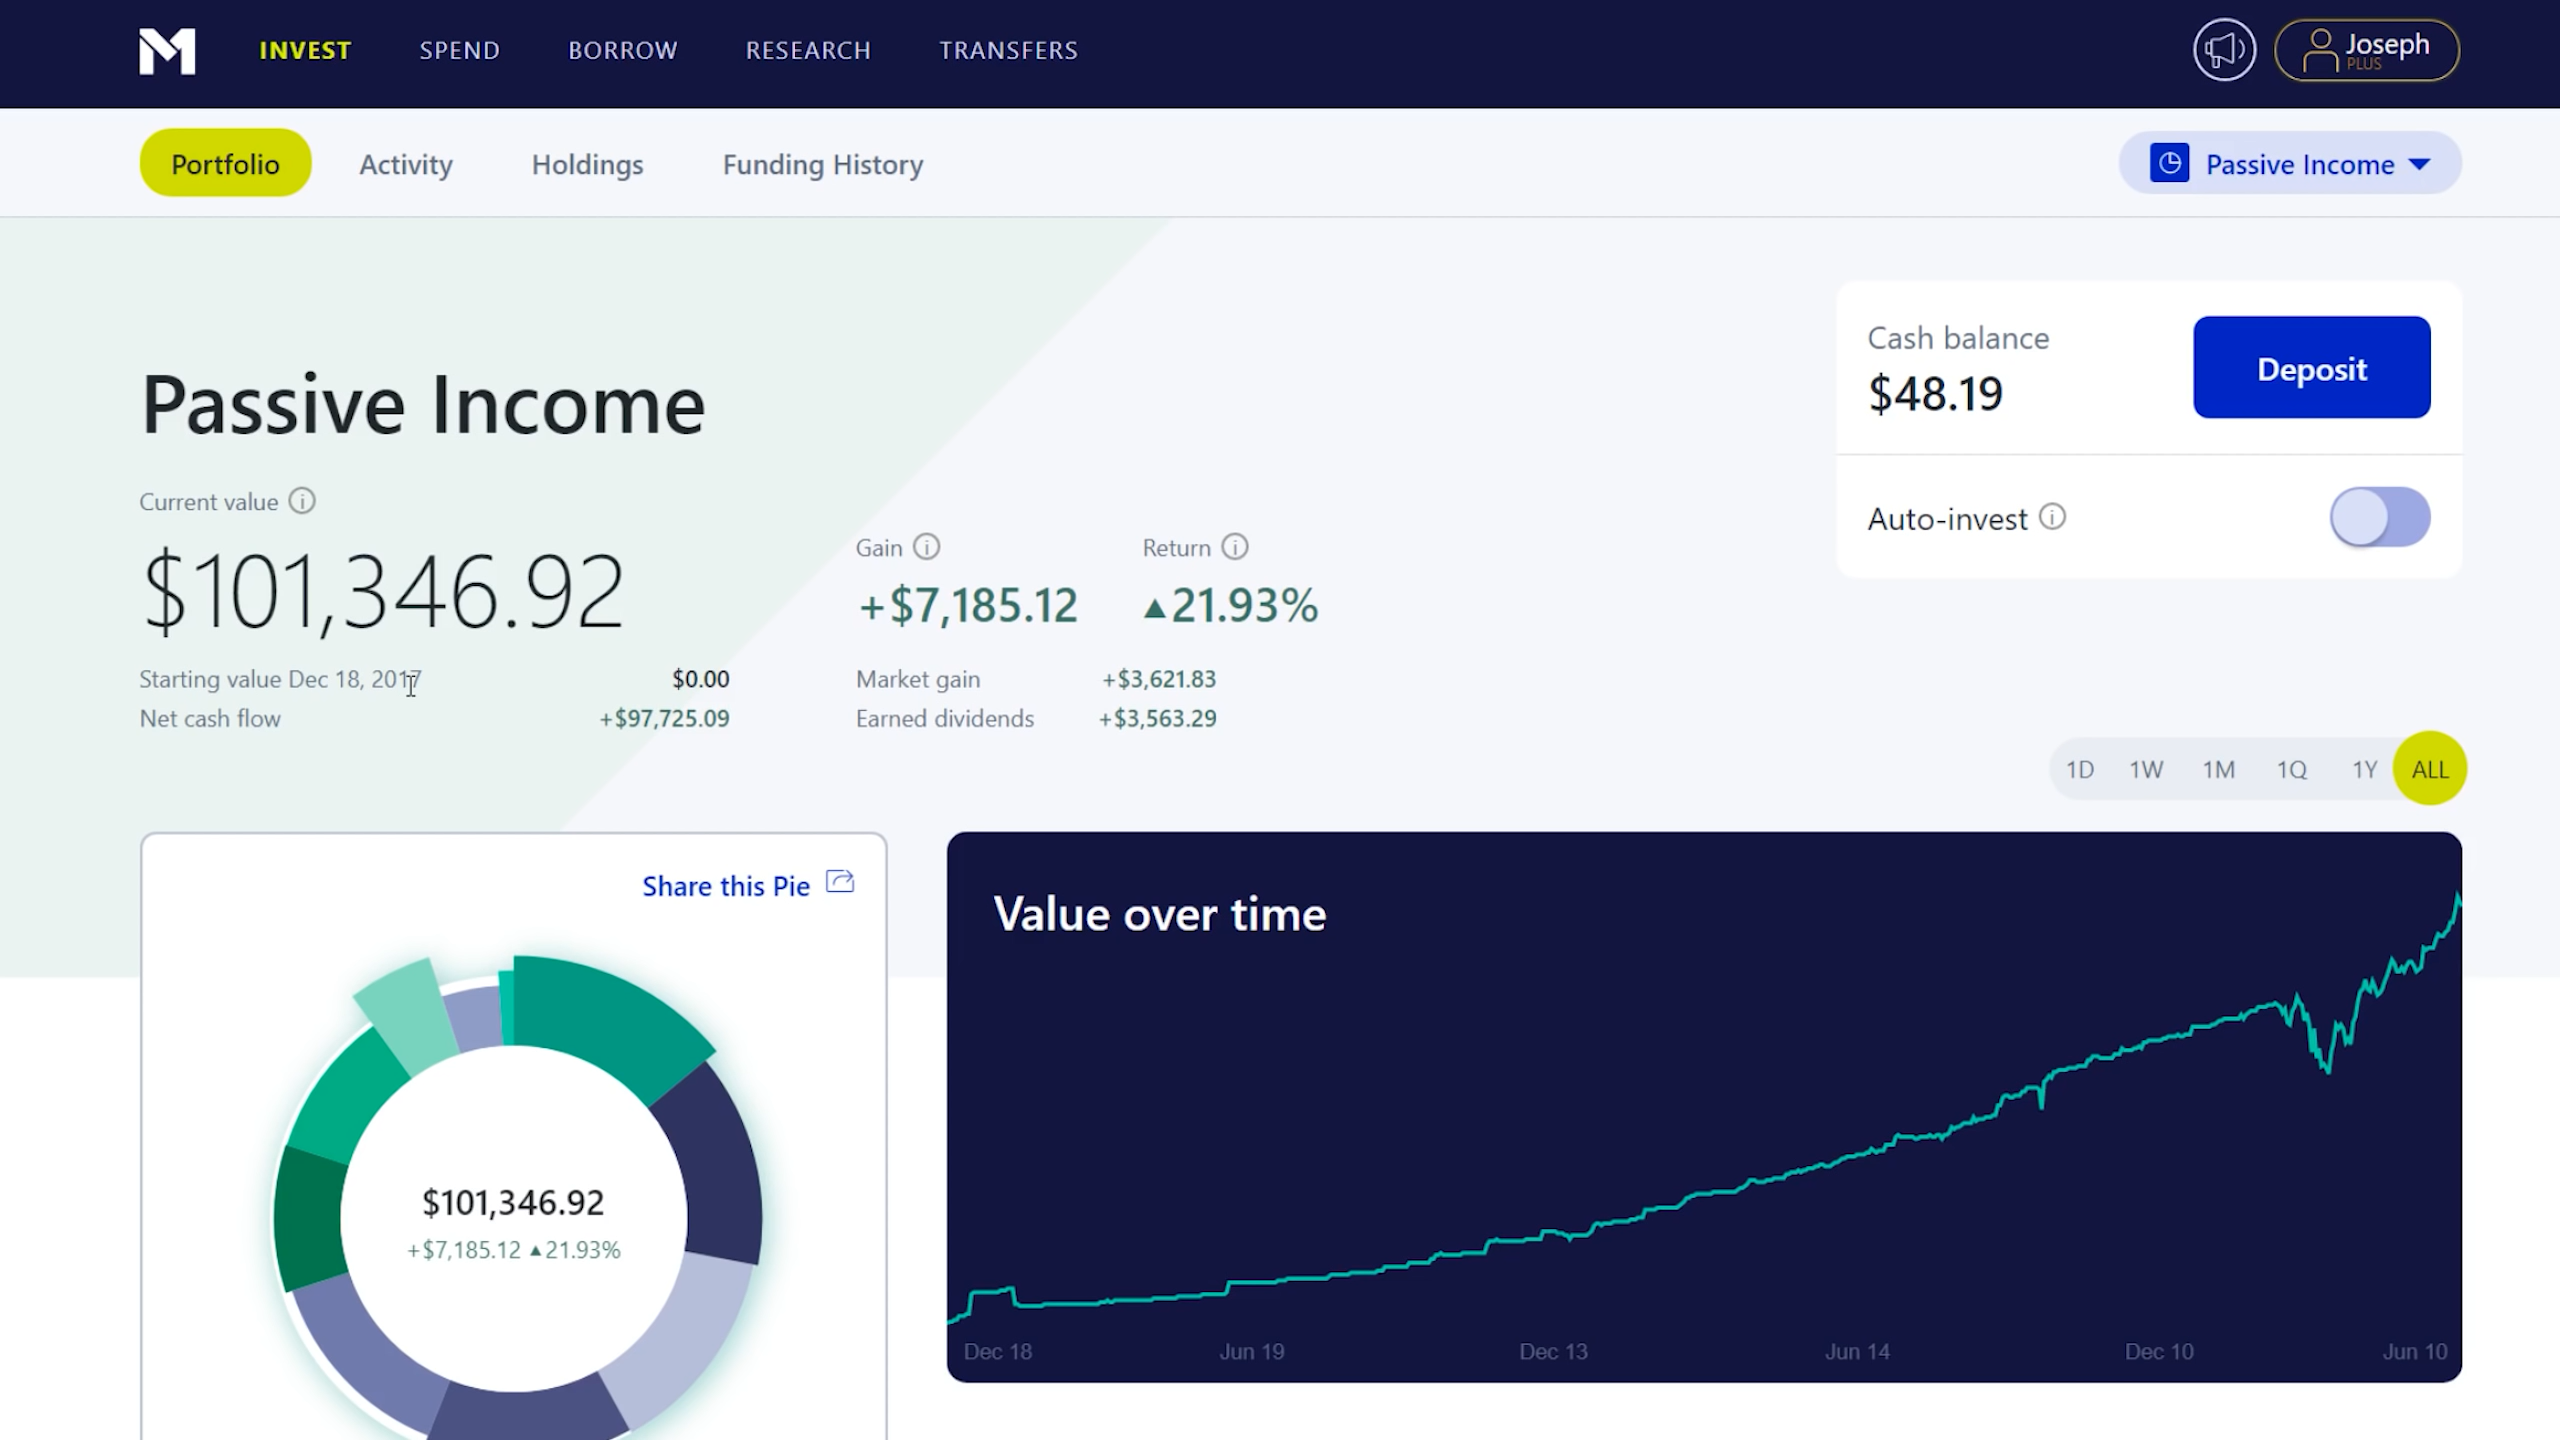 INVEST SPEND BORROW RESEARCH TRANSFERS
Joseph
PLUS
Portfolio Activity Holdings Funding History
Passive Income
Passive Income
Cash balance
$48.19
Deposit
Auto-invest
Current value
$101,346.92
Gain Return
+$7,185.12 ▲21.93%
Starting value Dec 18, 2017 $0.00
Net cash flow +$97,725.09
Market gain +$3,621.83
Earned dividends +$3,563.29
1D 1W 1M 1Q 1Y ALL
Share this Pie
$101,346.92
+$7,185.12 ▲21.93%
Value over time
Dec 18 Jun 19 Dec 13 Jun 14 Dec 10 Jun 10